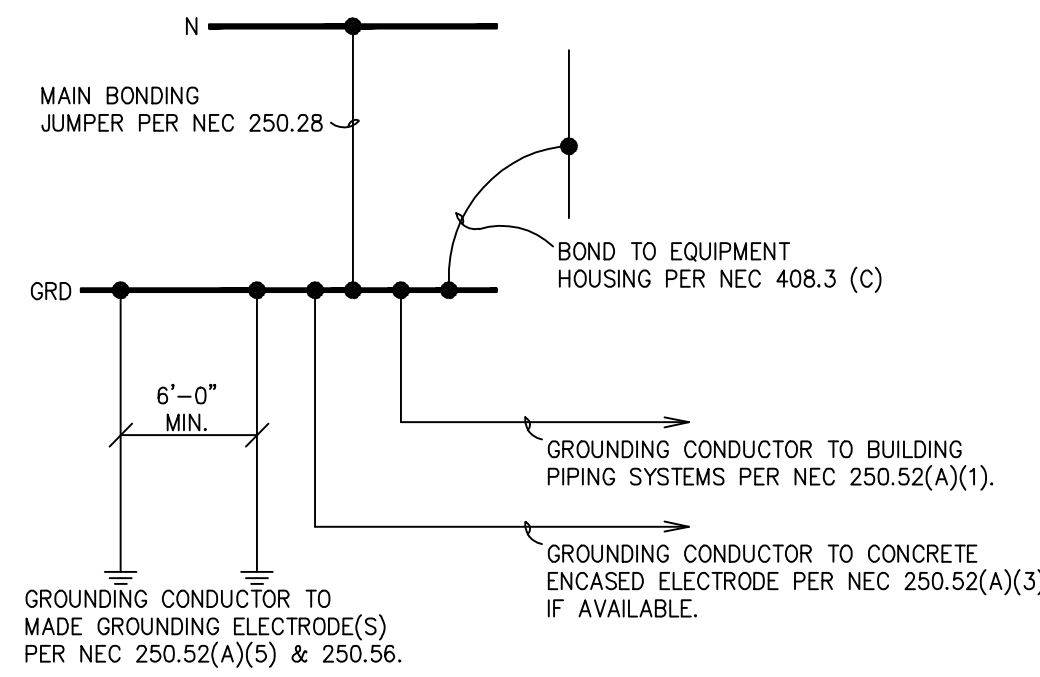 N
MAIN BONDING
JUMPER PER NEC 250.28
BOND TO EQUIPMENT
HOUSING PER NEC 408.3 (C)
GRD
6'-0"
MIN.
GROUNDING CONDUCTOR TO BUILDING
PIPING SYSTEMS PER NEC 250.52(A)(1).
GROUNDING CONDUCTOR TO CONCRETE
ENCASED ELECTRODE PER NEC 250.52(A)(3)
IF AVAILABLE.
GROUNDING CONDUCTOR TO
MADE GROUNDING ELECTRODE(S)
PER NEC 250.52(A)(5) & 250.56.